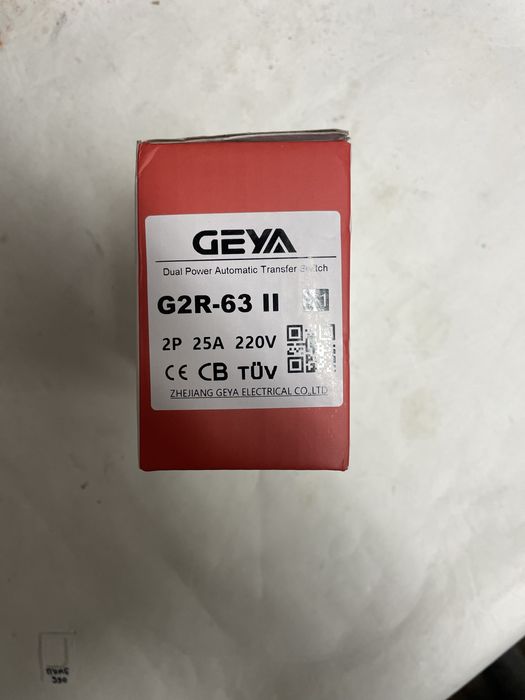 GEYA
Dual Power Automatic Transfer Switch
G2R-63 II
2P 25A 220V
CE CB TÜV
ZHEJIANG GEYA ELECTRICAL CO.,LTD